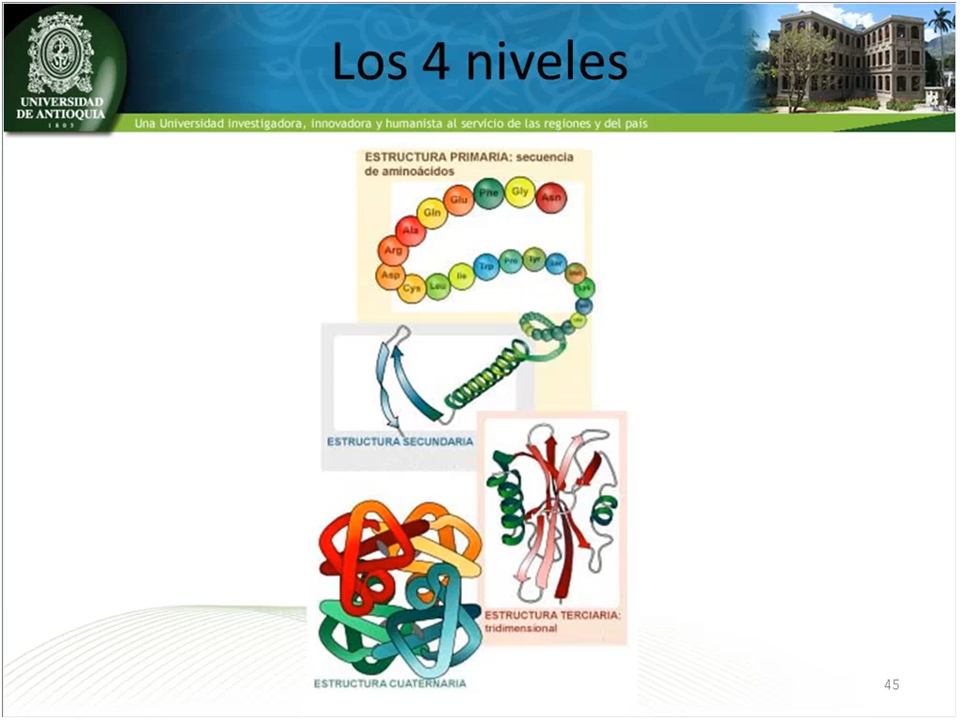 Los 4 niveles
UNIVERSIDAD
DE ANTIOQUIA
1803
Una Universidad investigadora, innovadora y humanista al servicio de las regiones y del país
ESTRUCTURA PRIMARIA: secuencia
de aminoácidos
Asn
Gly
Phe
Glu
Gln
Ala
Arg
Asp
Cys
Leu
Ile
Trp
Pro
Tyr
ESTRUCTURA SECUNDARIA
ESTRUCTURA TERCIARIA:
tridimensional
ESTRUCTURA CUATERNARIA
45